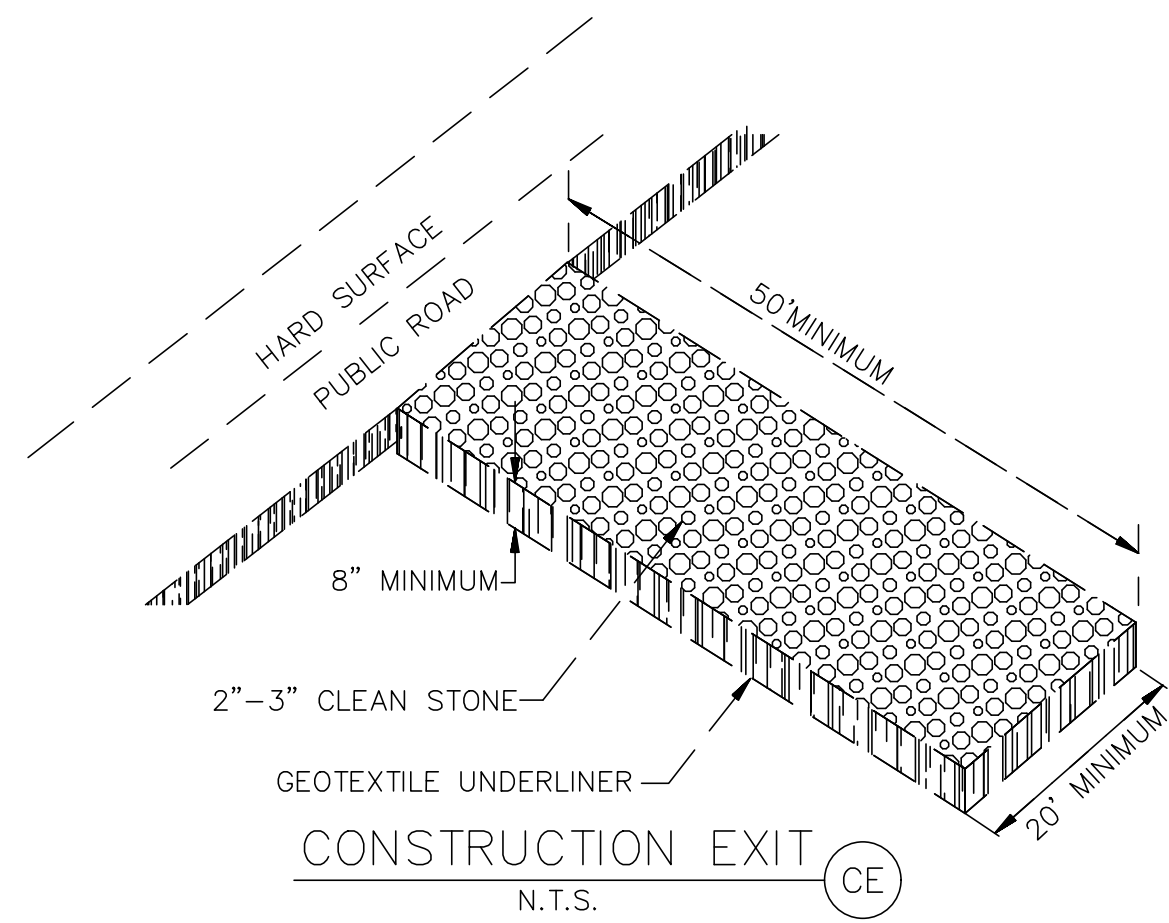 HARD SURFACE
PUBLIC ROAD
50'MINIMUM
8" MINIMUM
2"-3" CLEAN STONE
GEOTEXTILE UNDERLINER
20' MINIMUM
CONSTRUCTION EXIT
CE
N.T.S.